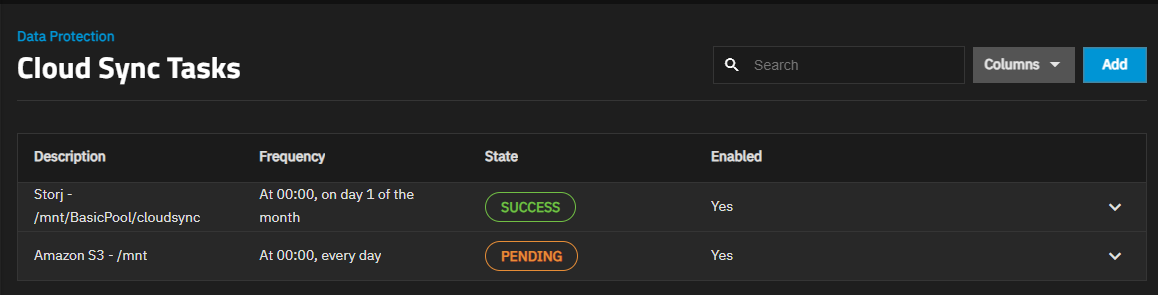 Data Protection
Cloud Sync Tasks
Search
Columns
Add
Description Frequency State Enabled
Storj -
/mnt/BasicPool/cloudsync
At 00:00, on day 1 of the
month
SUCCESS
Yes
Amazon S3 - /mnt At 00:00, every day PENDING Yes